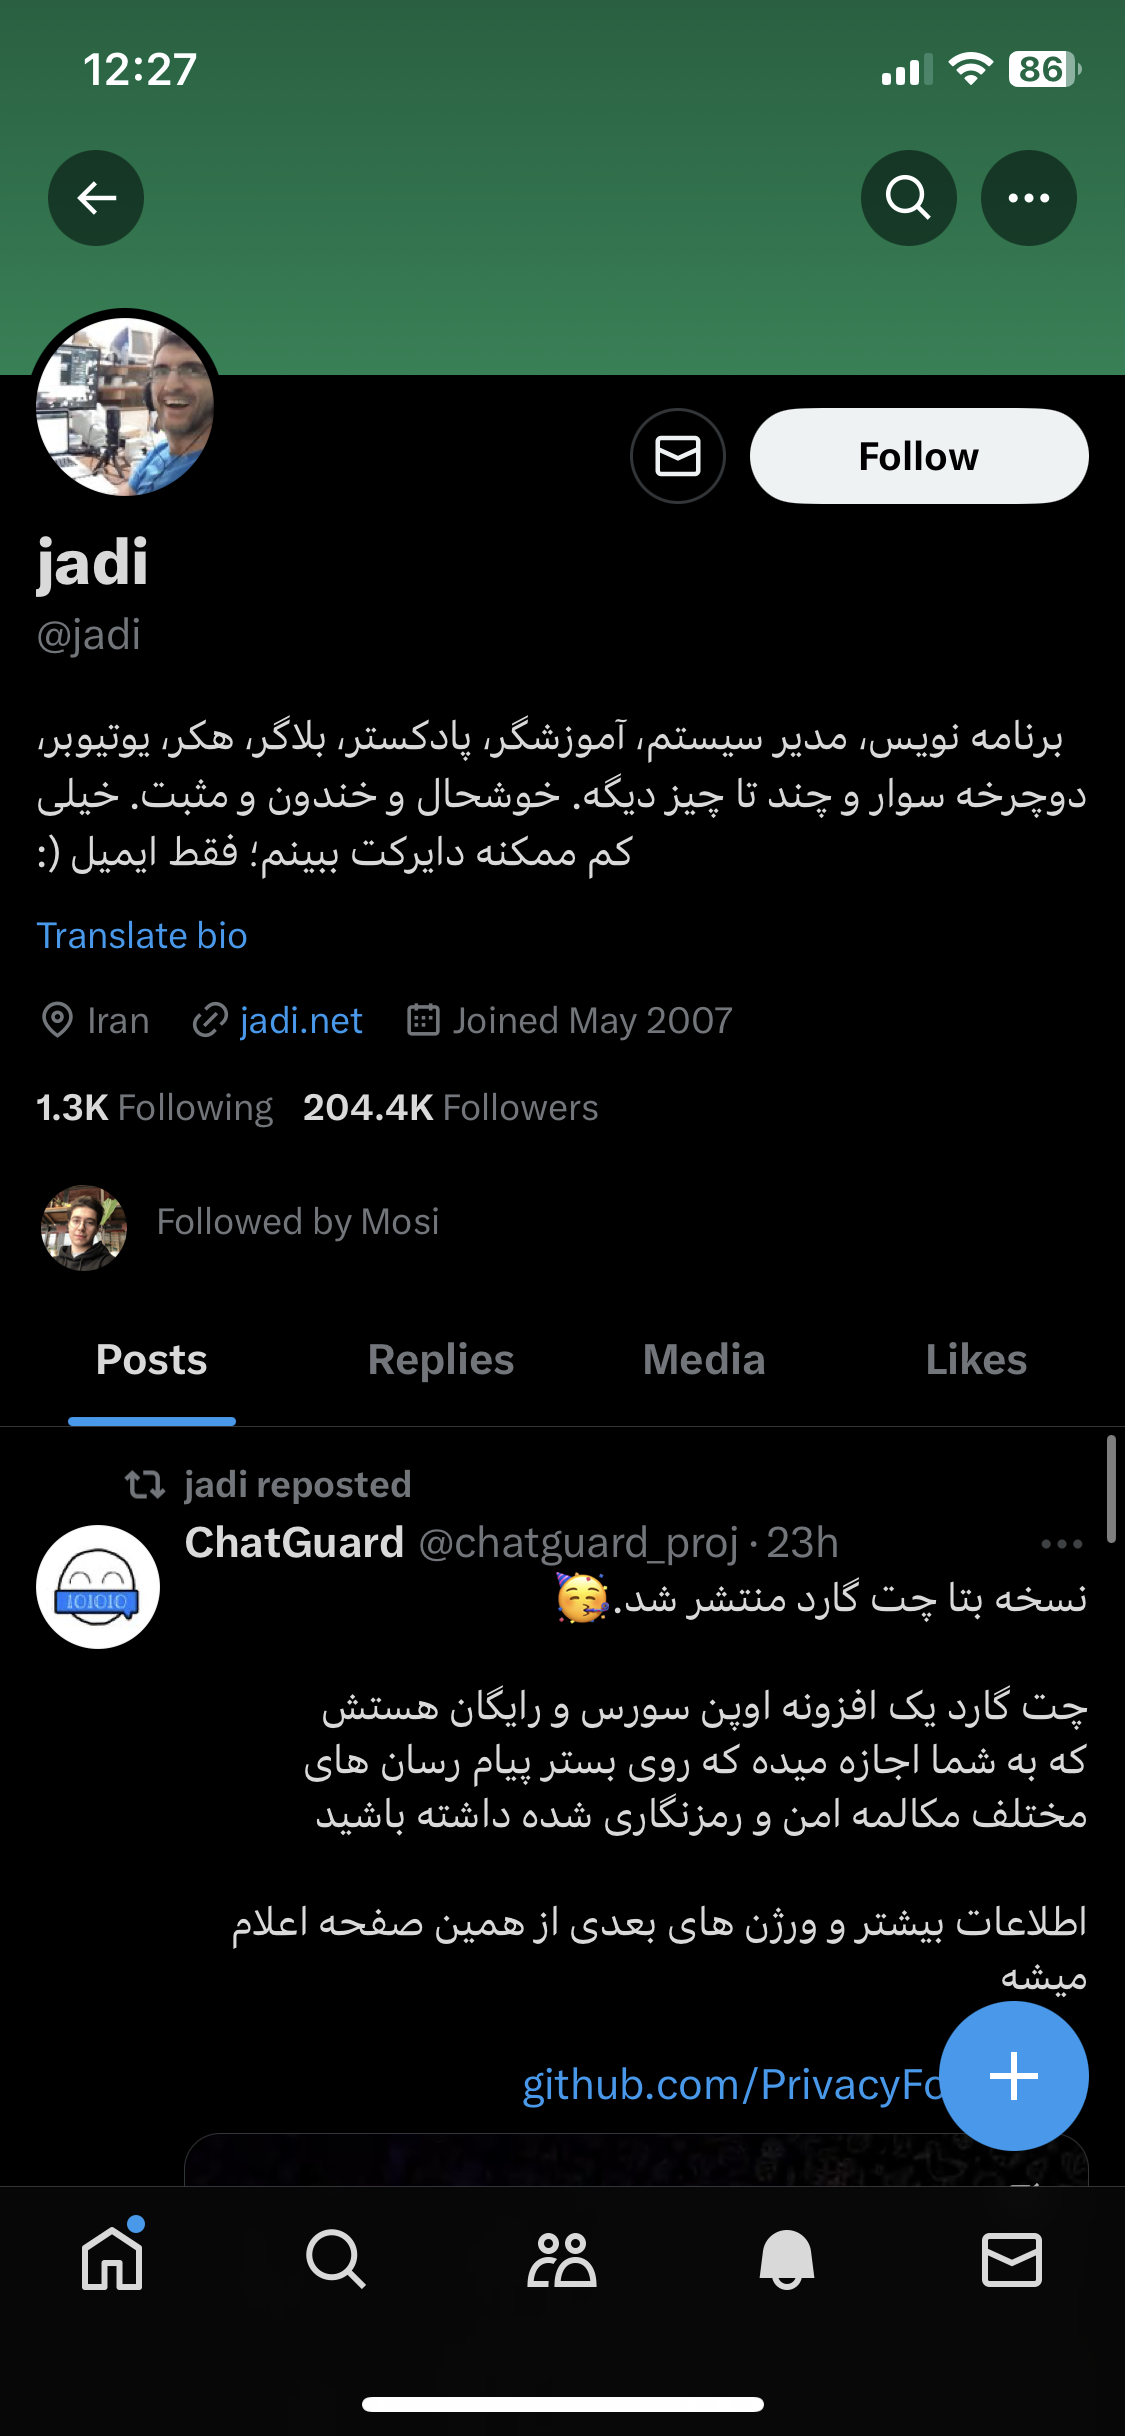 12:27
86
Follow
jadi
@jadi
برنامه نویس، مدیر سیستم، آموزشگر، پادکستر، بلاگر، هکر، یوتیوبر،
دوچرخه سوار و چند تا چیز دیگه. خوشحال و خندون و مثبت. خیلی
کم ممکنه دایرکت ببینم؛ فقط ایمیل (:
Translate bio
Iran jadi.net Joined May 2007
1.3K Following 204.4K Followers
Followed by Mosi
Posts Replies Media Likes
jadi reposted
ChatGuard @chatguard_proj · 23h
نسخه بتا چت گارد منتشر شد.🥳
چت گارد یک افزونه اوپن سورس و رایگان هستش
که به شما اجازه میده که روی بستر پیام رسان های
مختلف مکالمه امن و رمزنگاری شده داشته باشید
اطلاعات بیشتر و ورژن های بعدی از همین صفحه اعلام
میشه
github.com/PrivacyFo
101010